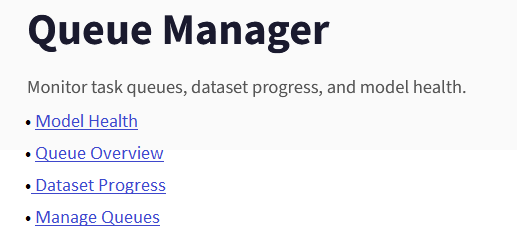 Queue Manager
Monitor task queues, dataset progress, and model health.
• Model Health
• Queue Overview
• Dataset Progress
• Manage Queues